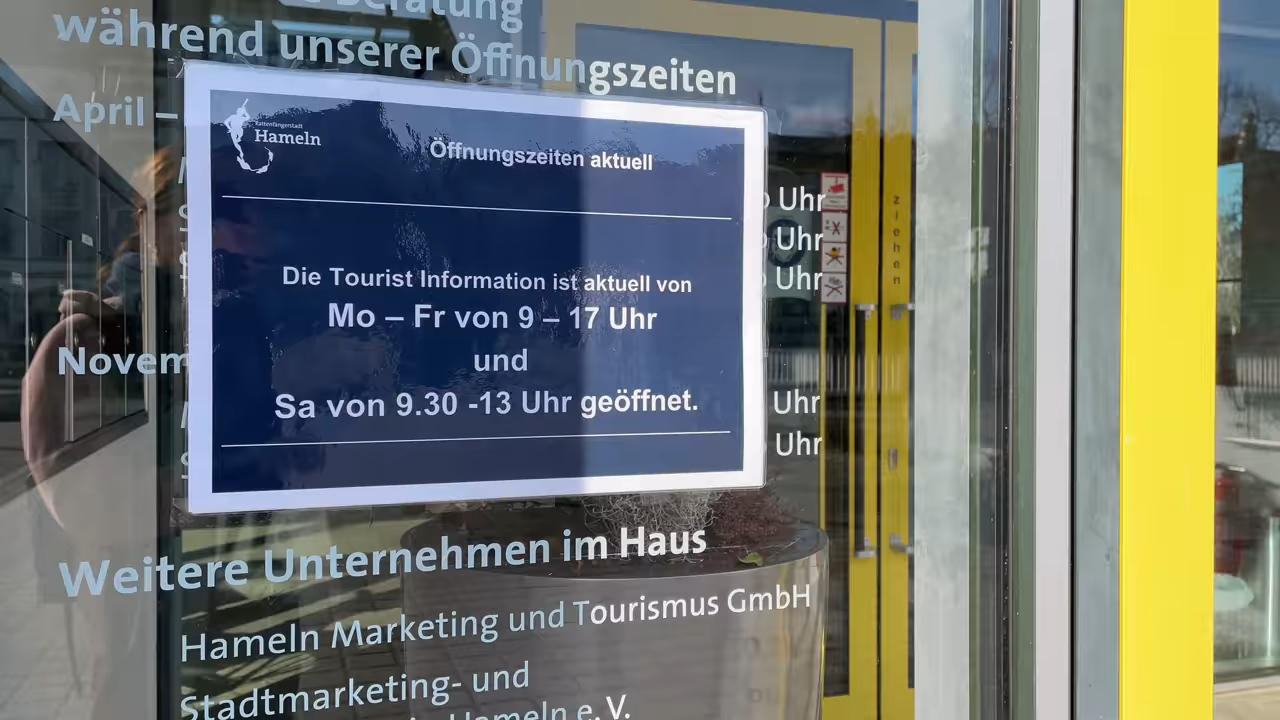 Beratung
während unserer Öffnungszeiten
April –
Rattenfängerstadt
Hameln
Öffnungszeiten aktuell
Die Tourist Information ist aktuell von
Mo – Fr von 9 – 17 Uhr
und
Sa von 9.30 -13 Uhr geöffnet.
Uhr
Uhr
Uhr
ziehen
Novem
Uhr
Uhr
Weitere Unternehmen im Haus
Hameln Marketing und Tourismus GmbH
Stadtmarketing- und
Hameln e. V.